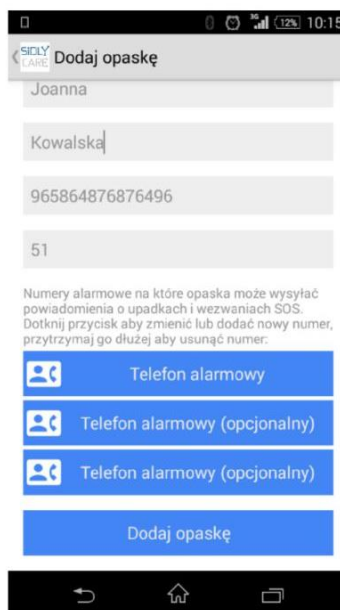 3G 12% 10:15
SIDLY
CARE Dodaj opaskę
Joanna
Kowalska
965864876876496
51
Numery alarmowe na które opaska może wysyłać
powiadomienia o upadkach i wezwaniach SOS.
Dotknij przycisk aby zmienić lub dodać nowy numer,
przytrzymaj go dłużej aby usunąć numer:
Telefon alarmowy
Telefon alarmowy (opcjonalny)
Telefon alarmowy (opcjonalny)
Dodaj opaskę